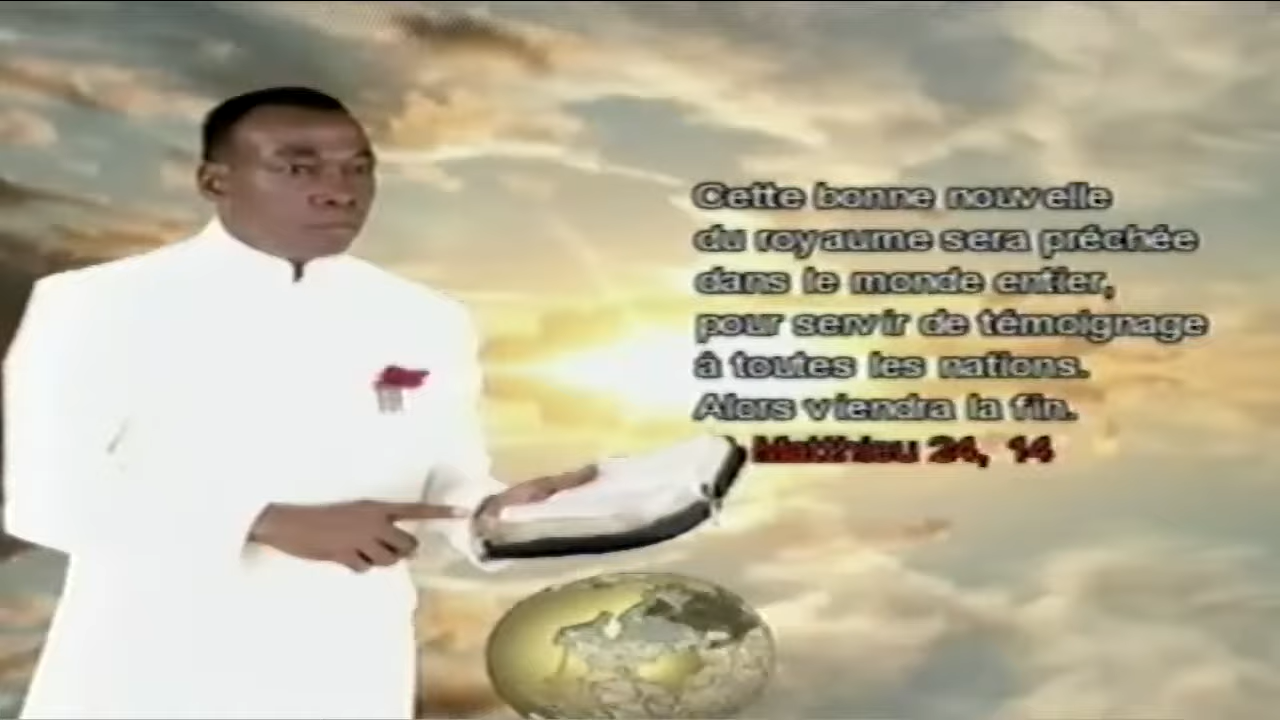 Cette bonne nouvelle
du royaume sera préchée
dans le monde entier,
pour servir de témoignage
à toutes les nations.
Alors viendra la fin.
Matthieu 24, 14